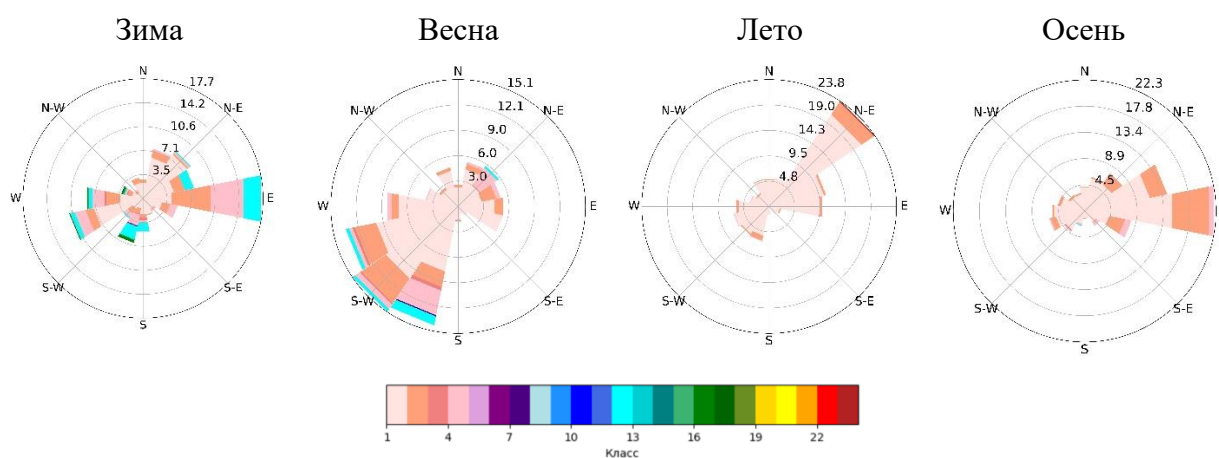 Зима
Весна
Лето
Осень
N
17.7
14.2
10.6
7.1
3.5
N-W
N-E
W
E
S-W
S-E
S
N
15.1
12.1
9.0
6.0
3.0
N-W
N-E
W
E
S-W
S-E
S
N
23.8
19.0
14.3
9.5
4.8
N-W
N-E
W
E
S-W
S-E
S
N
22.3
17.8
13.4
8.9
4.5
N-W
N-E
W
E
S-W
S-E
S
1 4 7 10 13 16 19 22
Класс